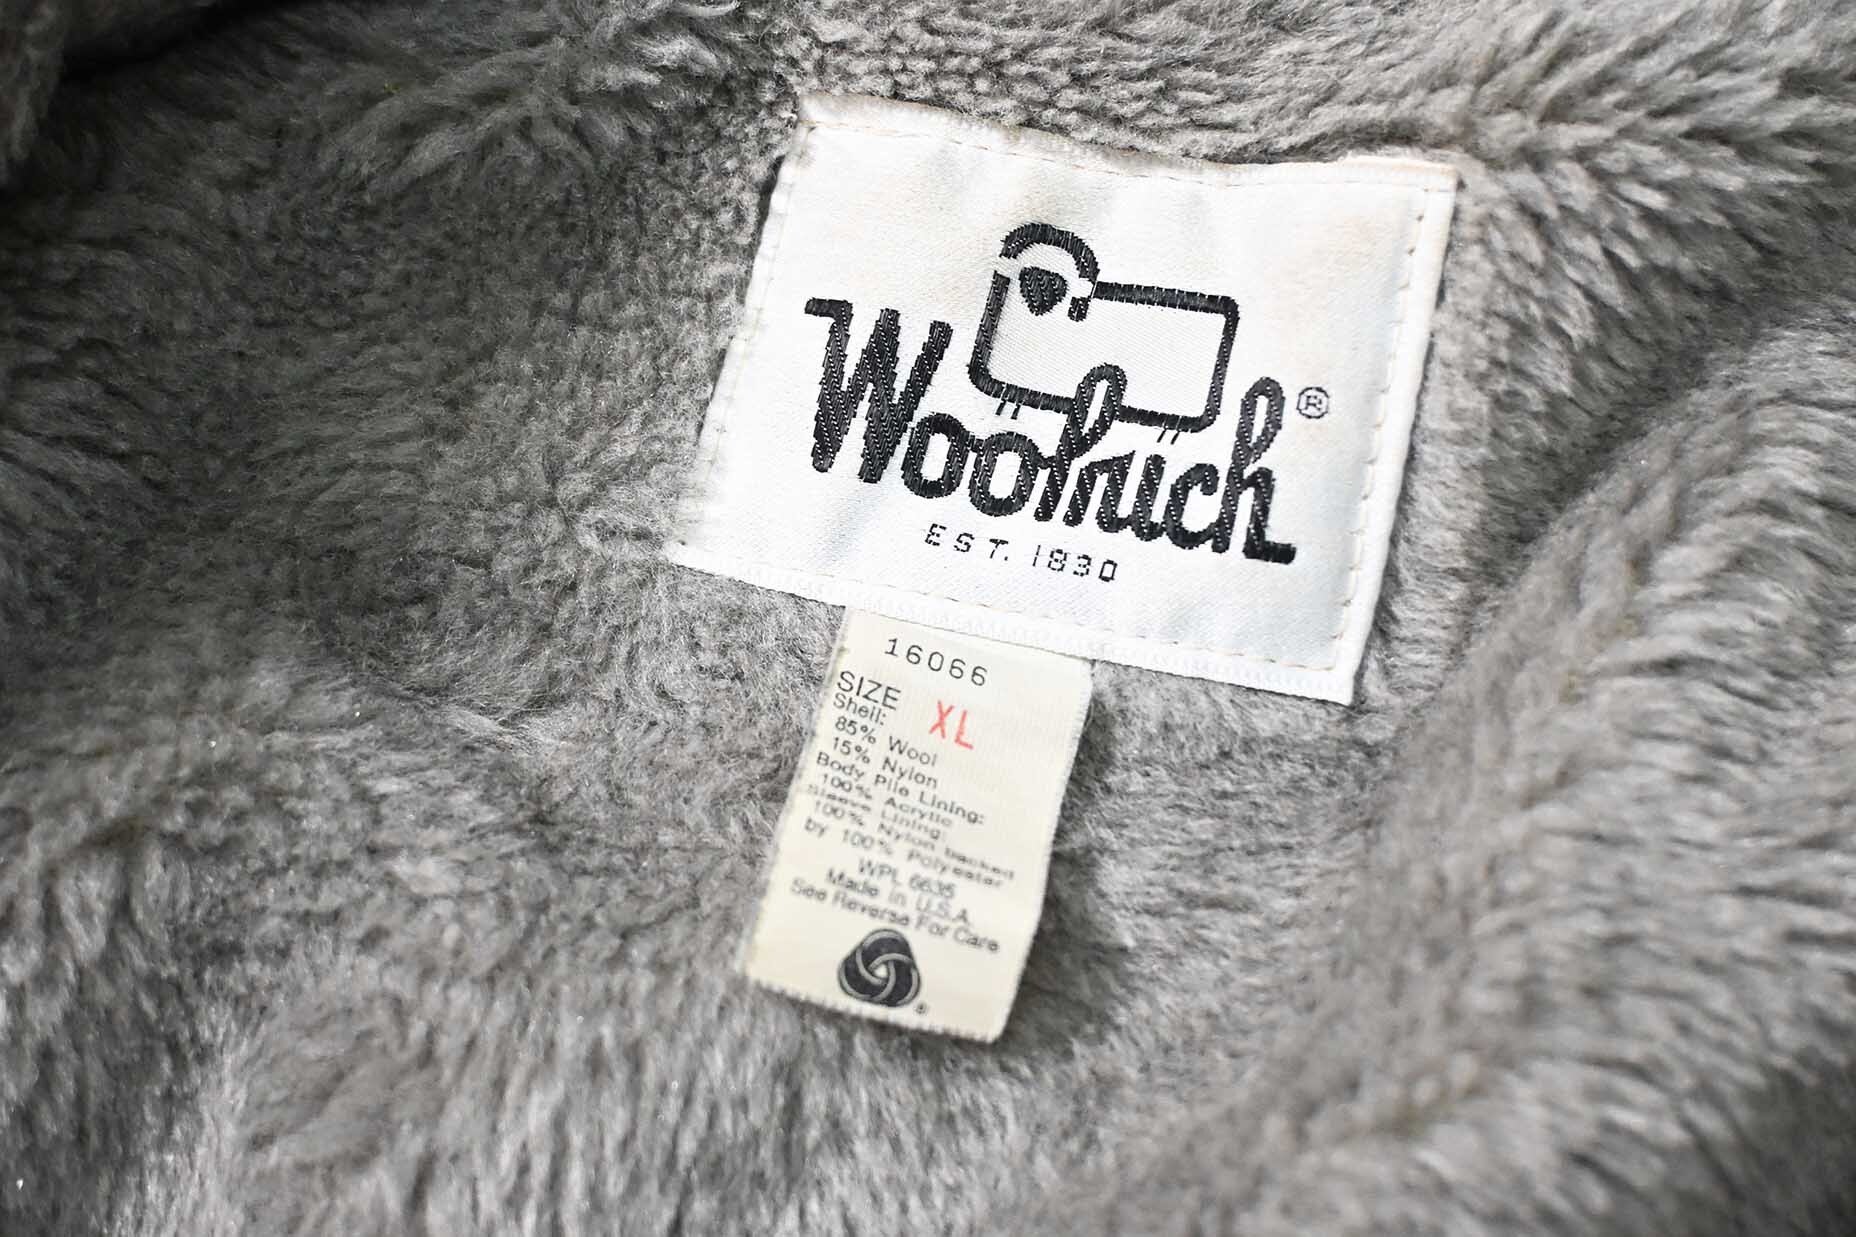 Woolrich ®
EST. 1830
16066
SIZE XL
Shell:
85% Wool
15% Nylon
Body Pile Lining:
100% Acrylic
Sleeve Lining:
100% Nylon backed
by 100% Polyester
WPL 6635
Made in U.S.A.
See Reverse For Care